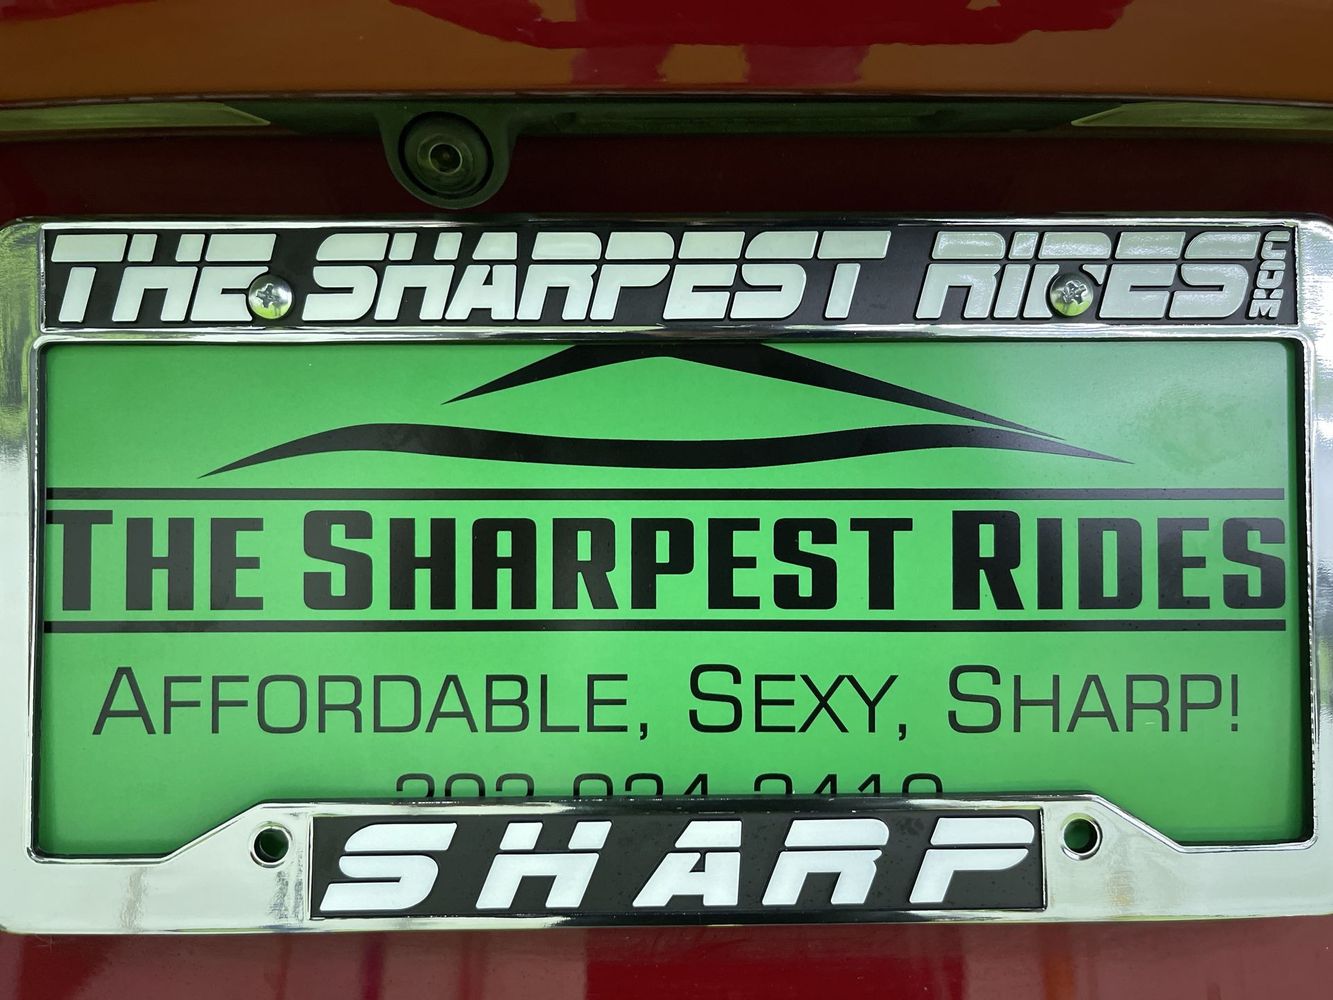 THE SHARPEST RIDES.COM
THE SHARPEST RIDES
AFFORDABLE, SEXY, SHARP!
SHARP